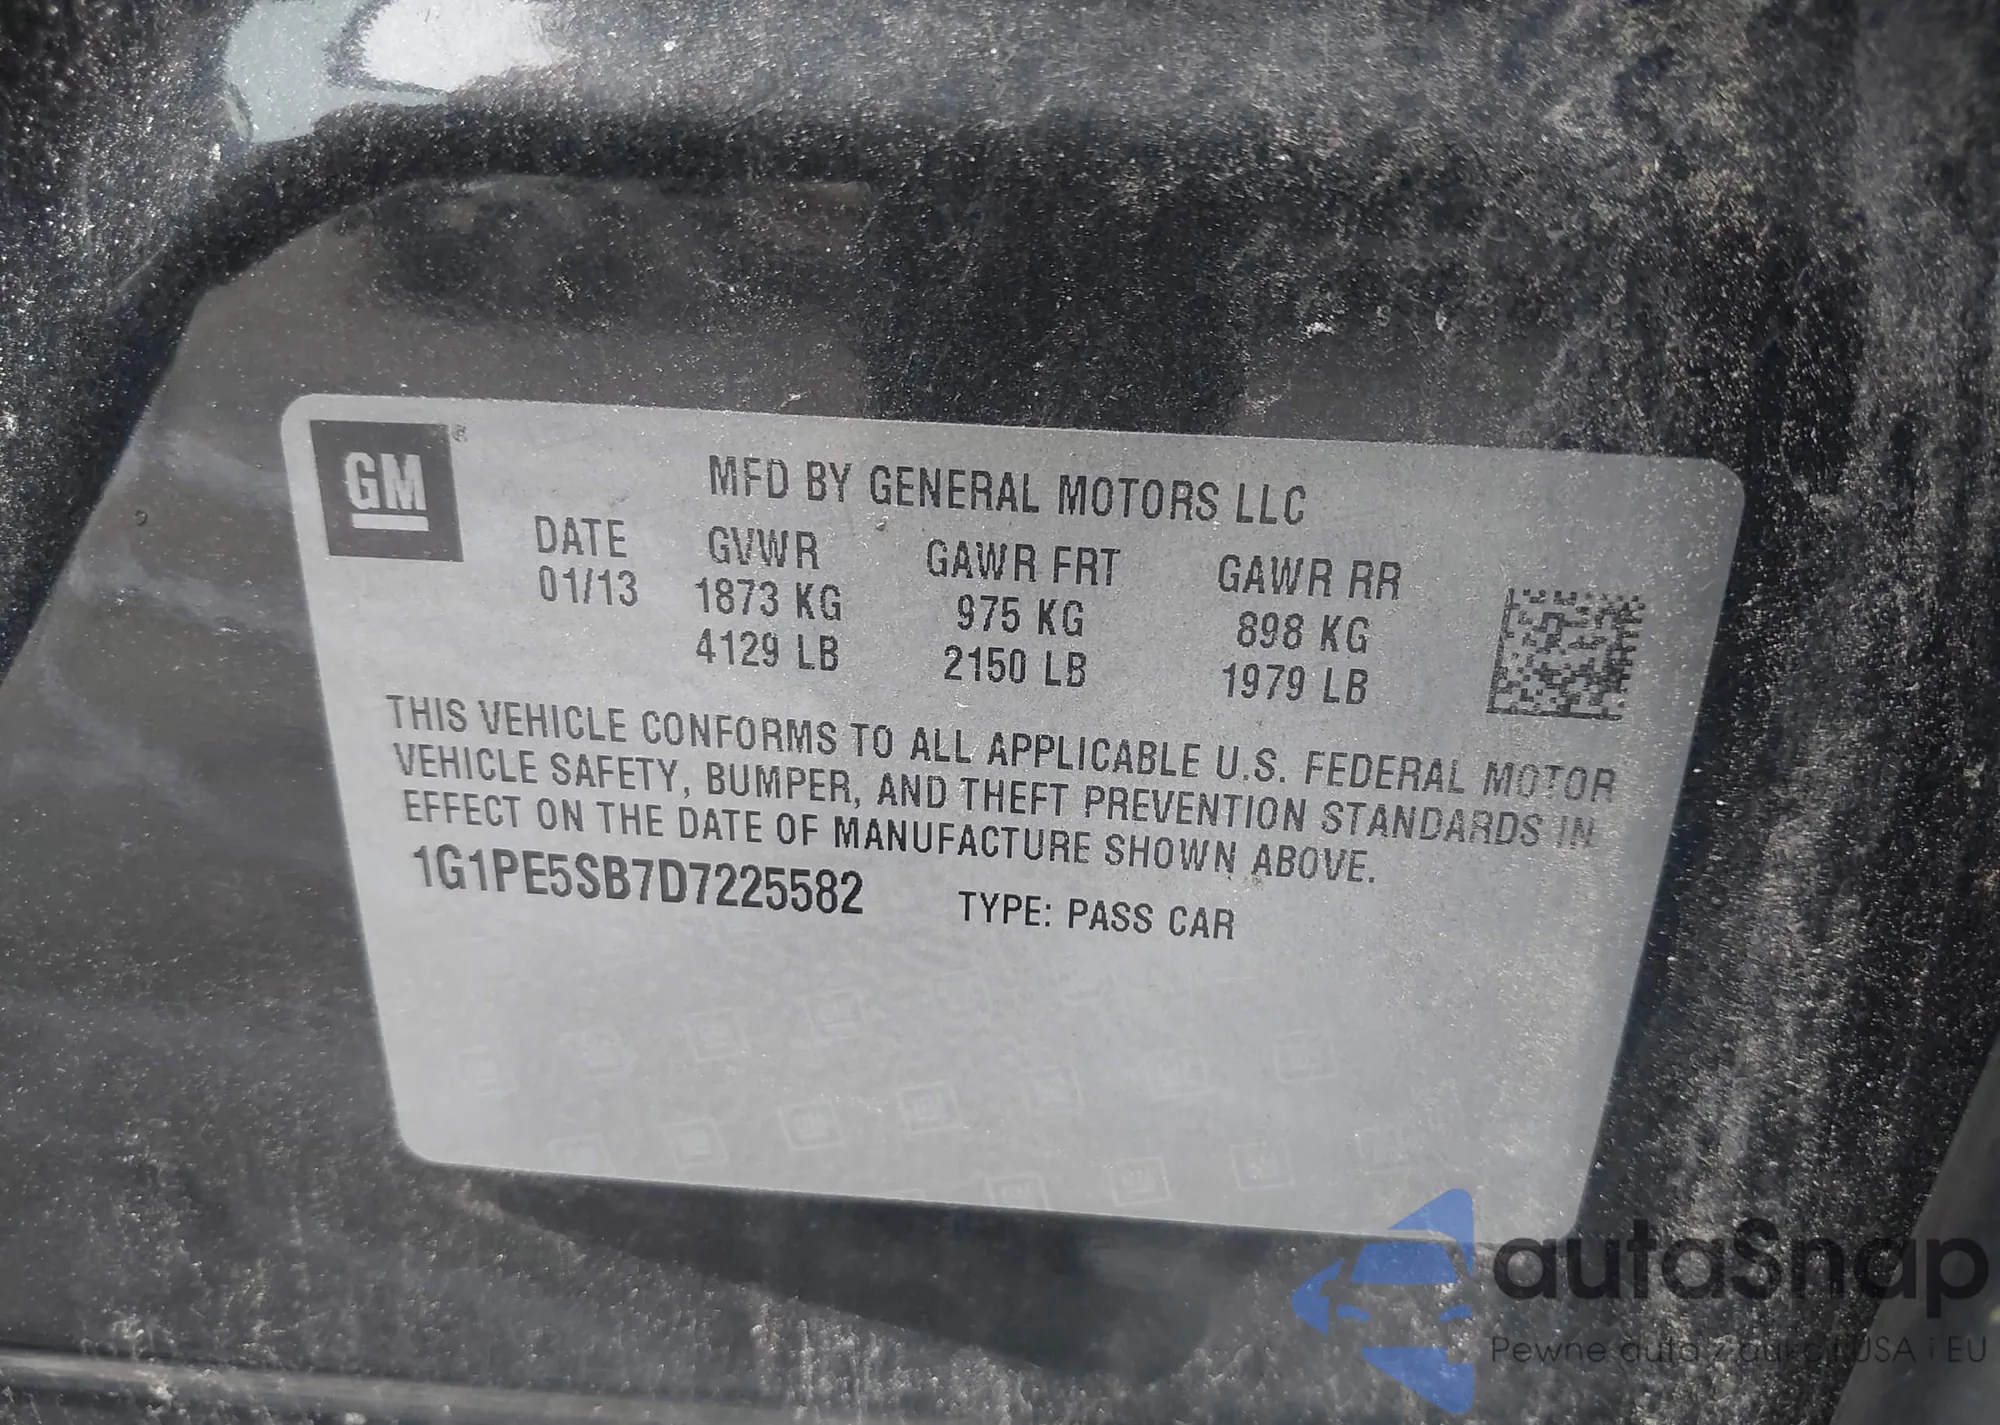 GM ®
MFD BY GENERAL MOTORS LLC
DATE GVWR GAWR FRT GAWR RR
01/13 1873 KG 975 KG 898 KG
4129 LB 2150 LB 1979 LB
THIS VEHICLE CONFORMS TO ALL APPLICABLE U.S. FEDERAL MOTOR
VEHICLE SAFETY, BUMPER, AND THEFT PREVENTION STANDARDS IN
EFFECT ON THE DATE OF MANUFACTURE SHOWN ABOVE.
1G1PE5SB7D7225582 TYPE: PASS CAR
autaSnap
Pewne auta z aukcji USA i EU